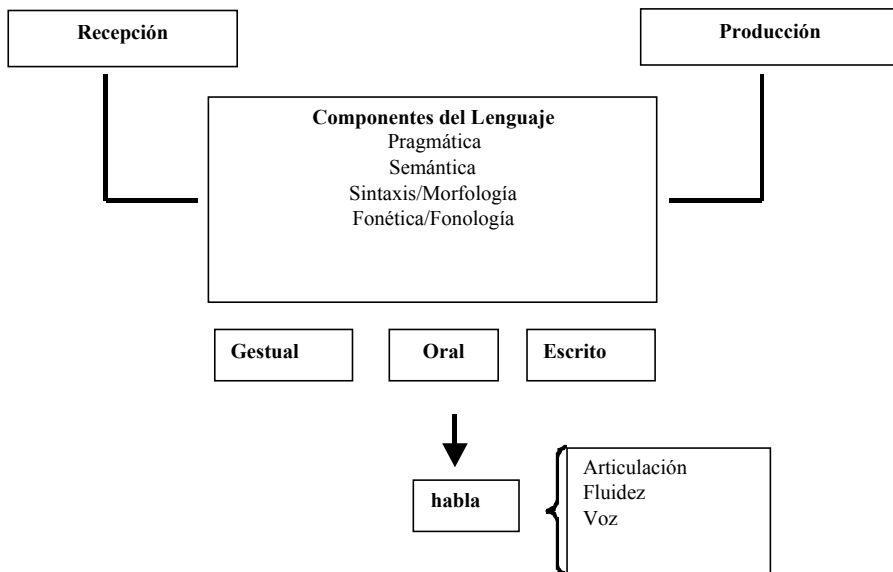 Recepción
Producción
Componentes del Lenguaje
Pragmática
Semántica
Sintaxis/Morfología
Fonética/Fonología
Gestual
Oral
Escrito
habla
Articulación
Fluidez
Voz